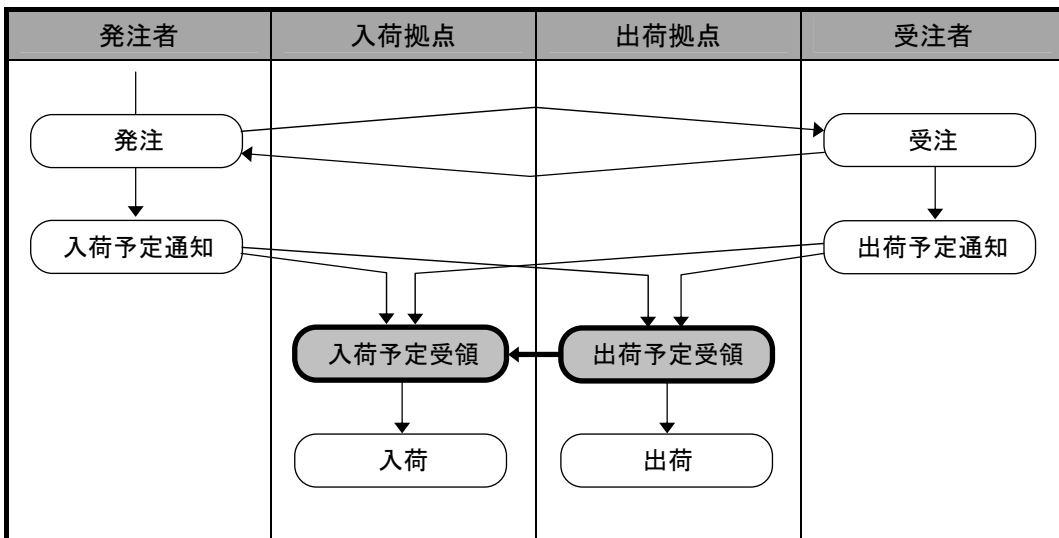 発注者
入荷拠点
出荷拠点
受注者
発注
受注
入荷予定通知
出荷予定通知
入荷予定受領
出荷予定受領
入荷
出荷